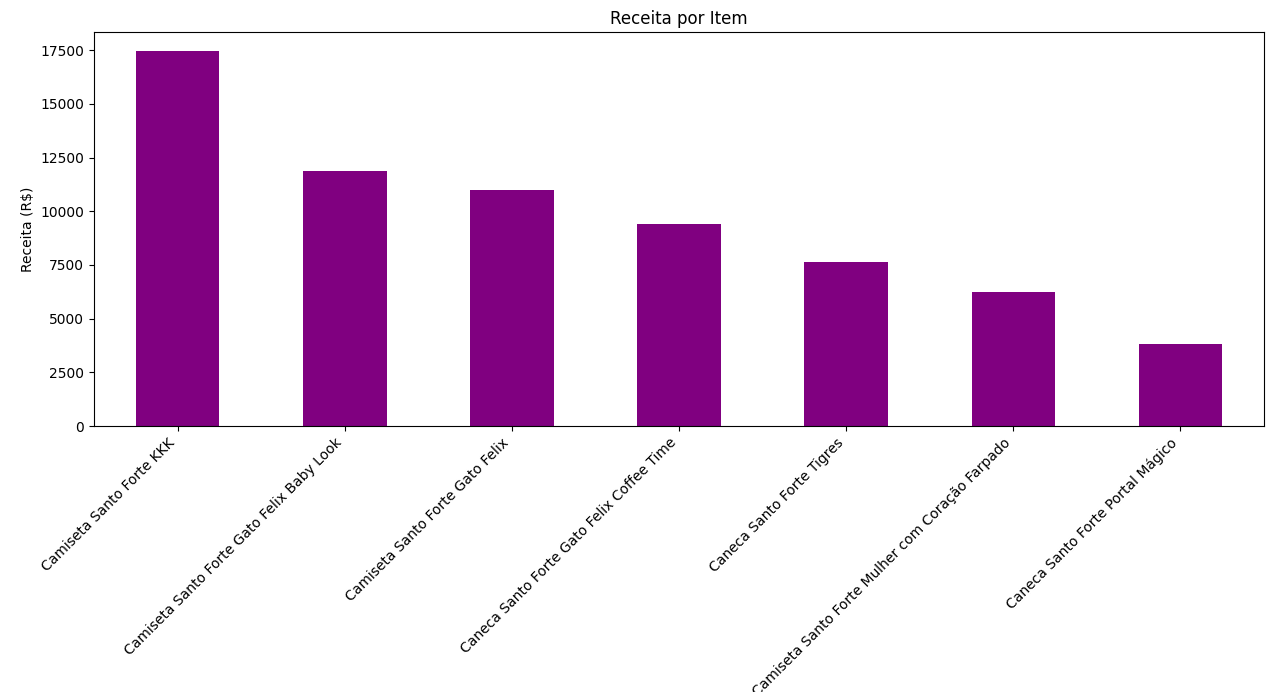 Receita por Item
Receita (R$)
17500
15000
12500
10000
7500
5000
2500
0
Camiseta Santo Forte KKK
Camiseta Santo Forte Gato Felix Baby Look
Camiseta Santo Forte Gato Felix
Caneca Santo Forte Gato Felix Coffee Time
Caneca Santo Forte Tigres
Camiseta Santo Forte Mulher com Coração Farpado
Caneca Santo Forte Portal Mágico